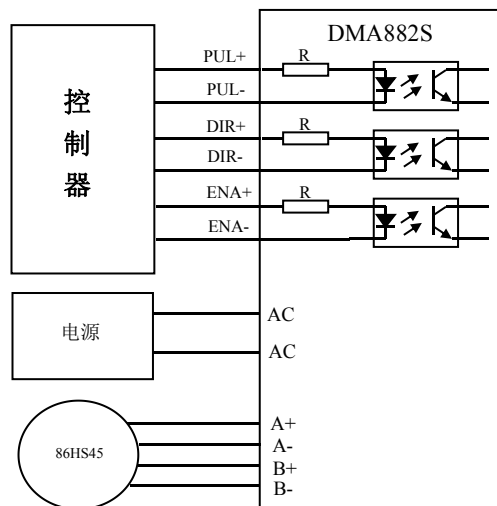 DMA882S
控制器
PUL+
R
PUL-
DIR+
R
DIR-
ENA+
R
ENA-
电源
AC
AC
86HS45
A+
A-
B+
B-